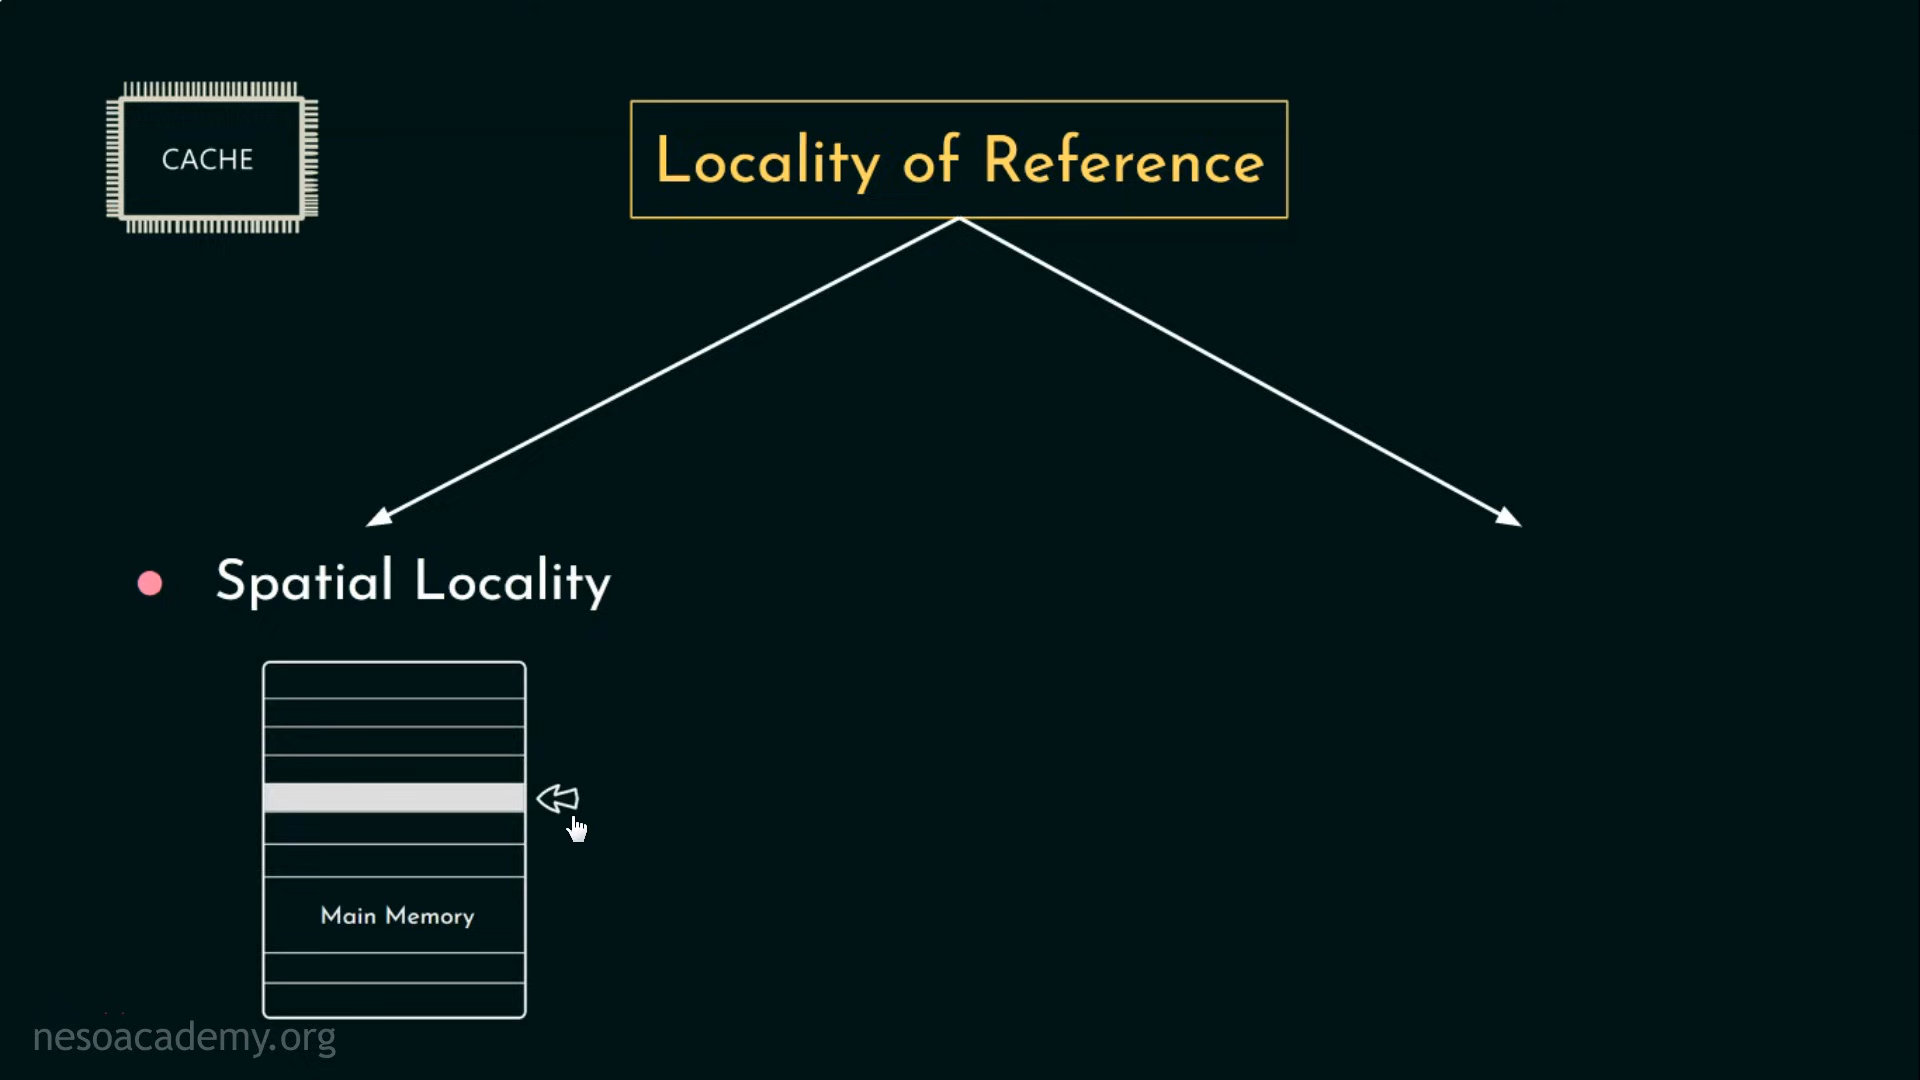 CACHE
Locality of Reference
Spatial Locality
Main Memory
nesoacademy.org